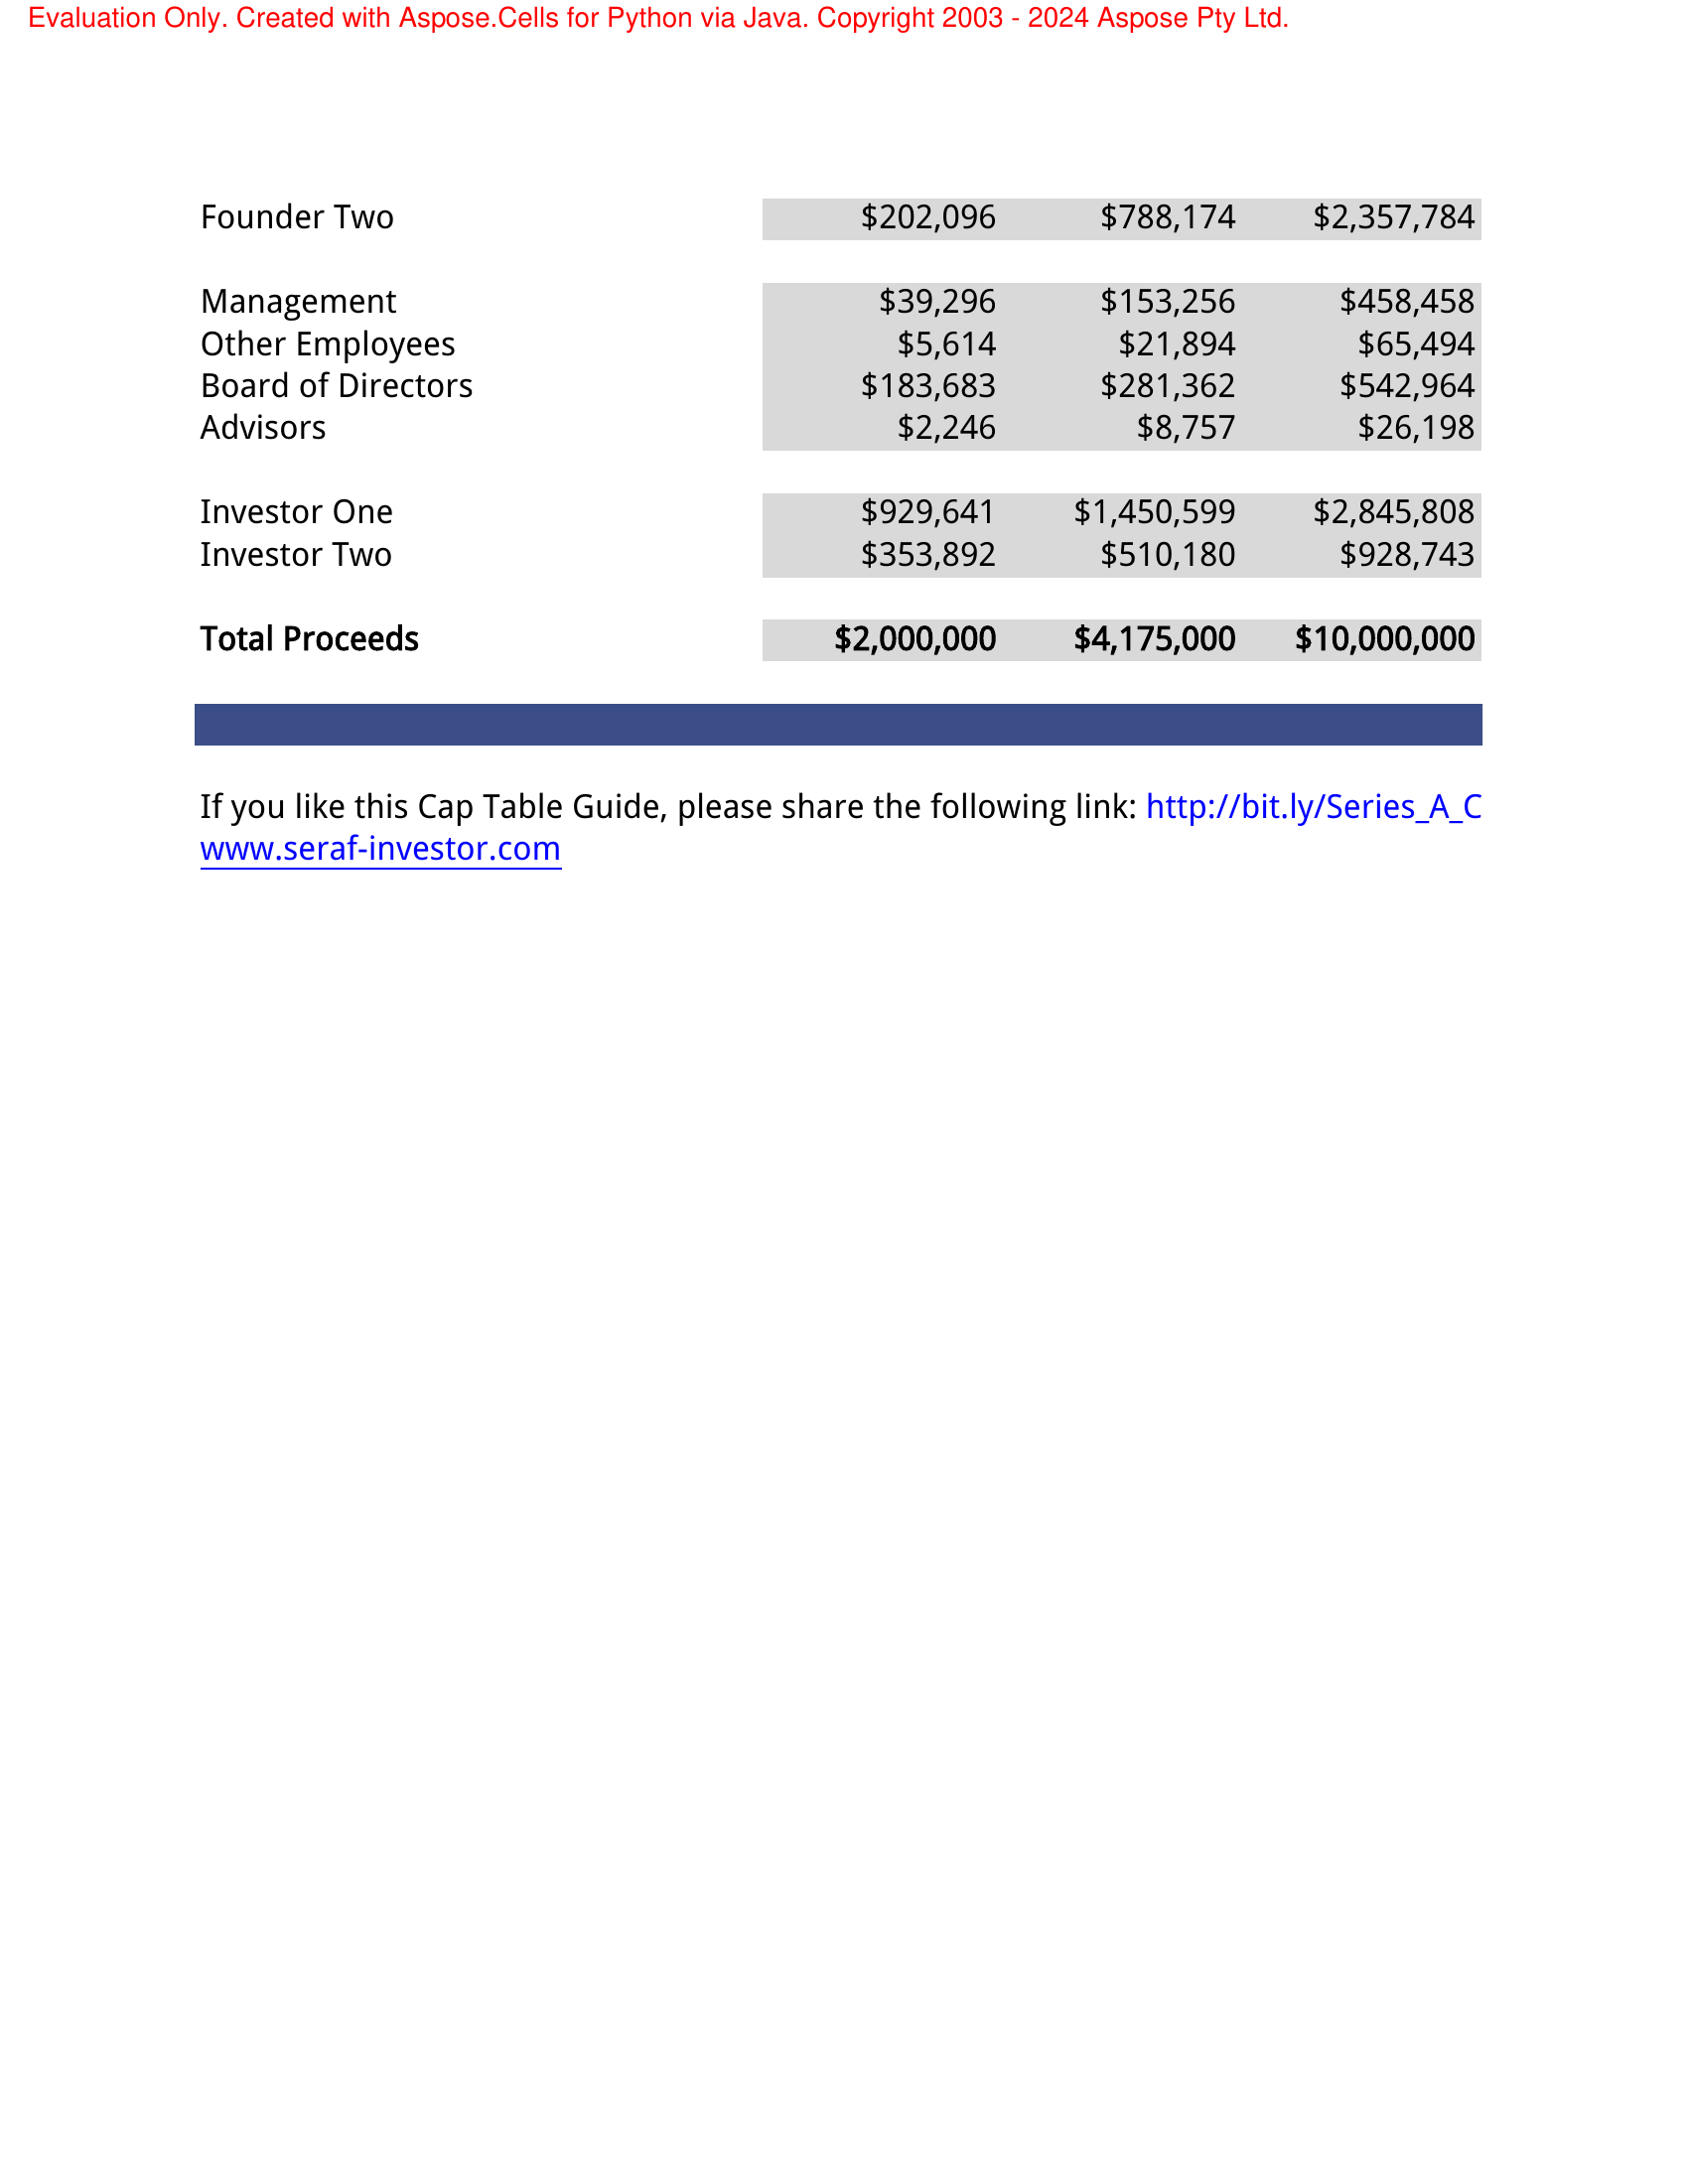 Evaluation Only. Created with Aspose.Cells for Python via Java. Copyright 2003 - 2024 Aspose Pty Ltd.
Founder Two $202,096 $788,174 $2,357,784
Management $39,296 $153,256 $458,458
Other Employees $5,614 $21,894 $65,494
Board of Directors $183,683 $281,362 $542,964
Advisors $2,246 $8,757 $26,198
Investor One $929,641 $1,450,599 $2,845,808
Investor Two $353,892 $510,180 $928,743
Total Proceeds $2,000,000 $4,175,000 $10,000,000
If you like this Cap Table Guide, please share the following link: http://bit.ly/Series_A_C
www.seraf-investor.com